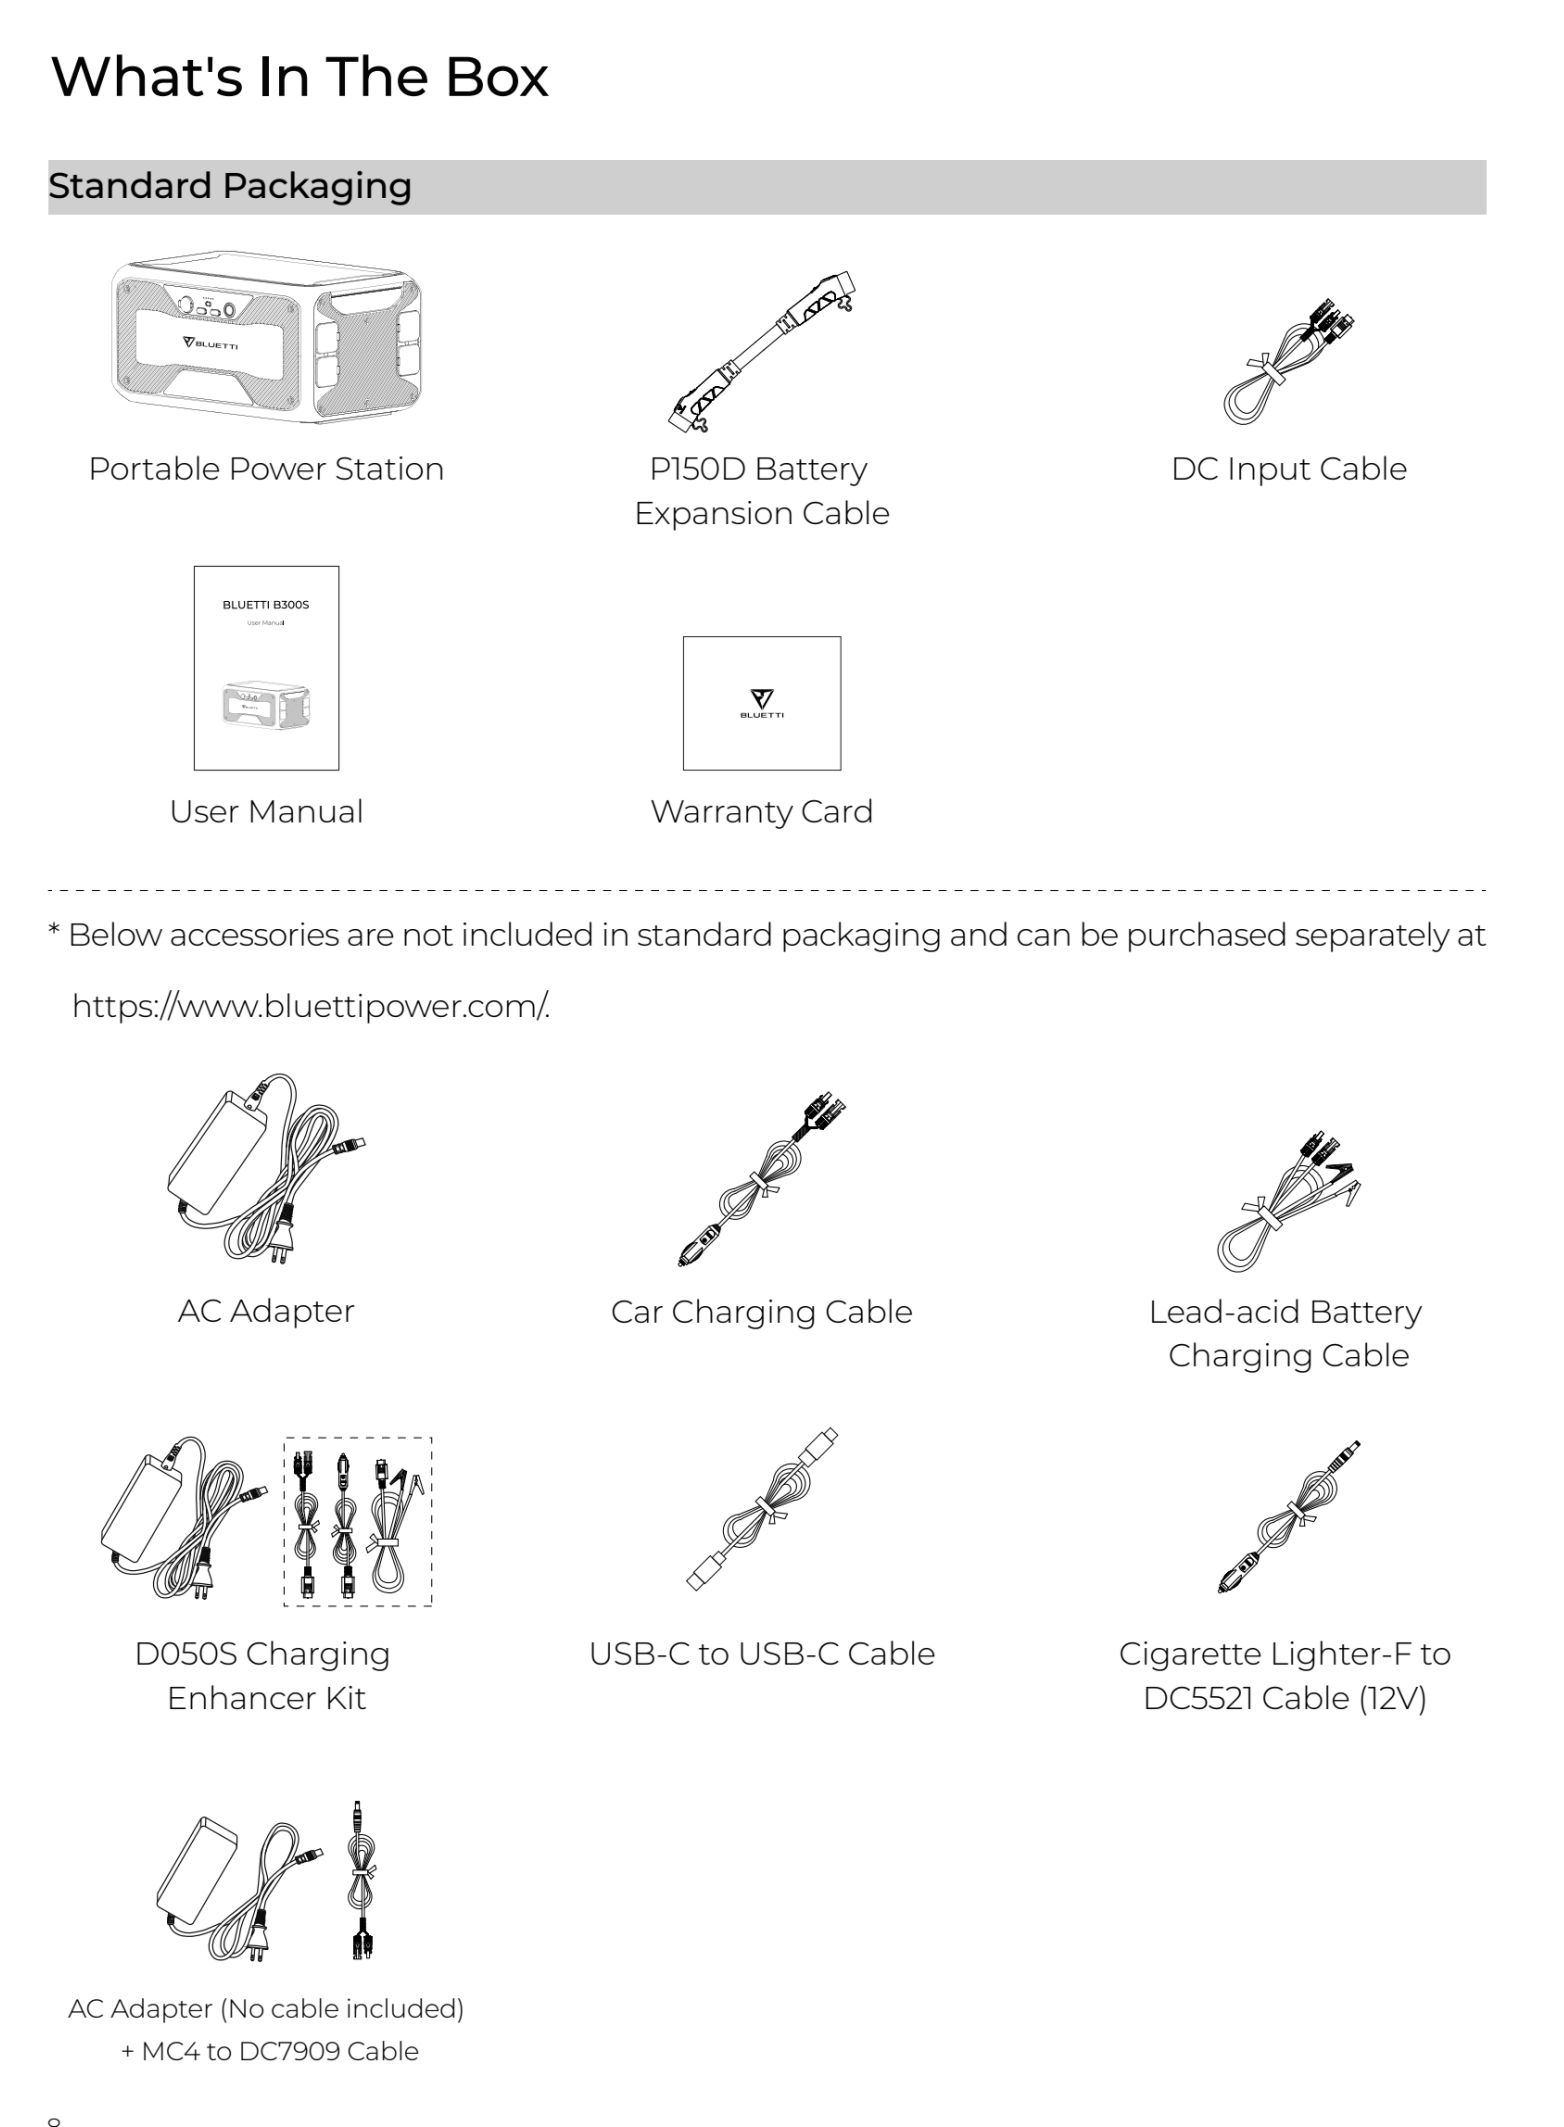 What's In The Box
Standard Packaging
BLUETTI
Portable Power Station
P150D Battery
Expansion Cable
DC Input Cable
BLUETTI B300S
User Manual
BLUETTI
User Manual
BLUETTI
Warranty Card
* Below accessories are not included in standard packaging and can be purchased separately at
https://www.bluettipower.com/.
AC Adapter
Car Charging Cable
Lead-acid Battery
Charging Cable
D050S Charging
Enhancer Kit
USB-C to USB-C Cable
Cigarette Lighter-F to
DC5521 Cable (12V)
AC Adapter (No cable included)
+ MC4 to DC7909 Cable